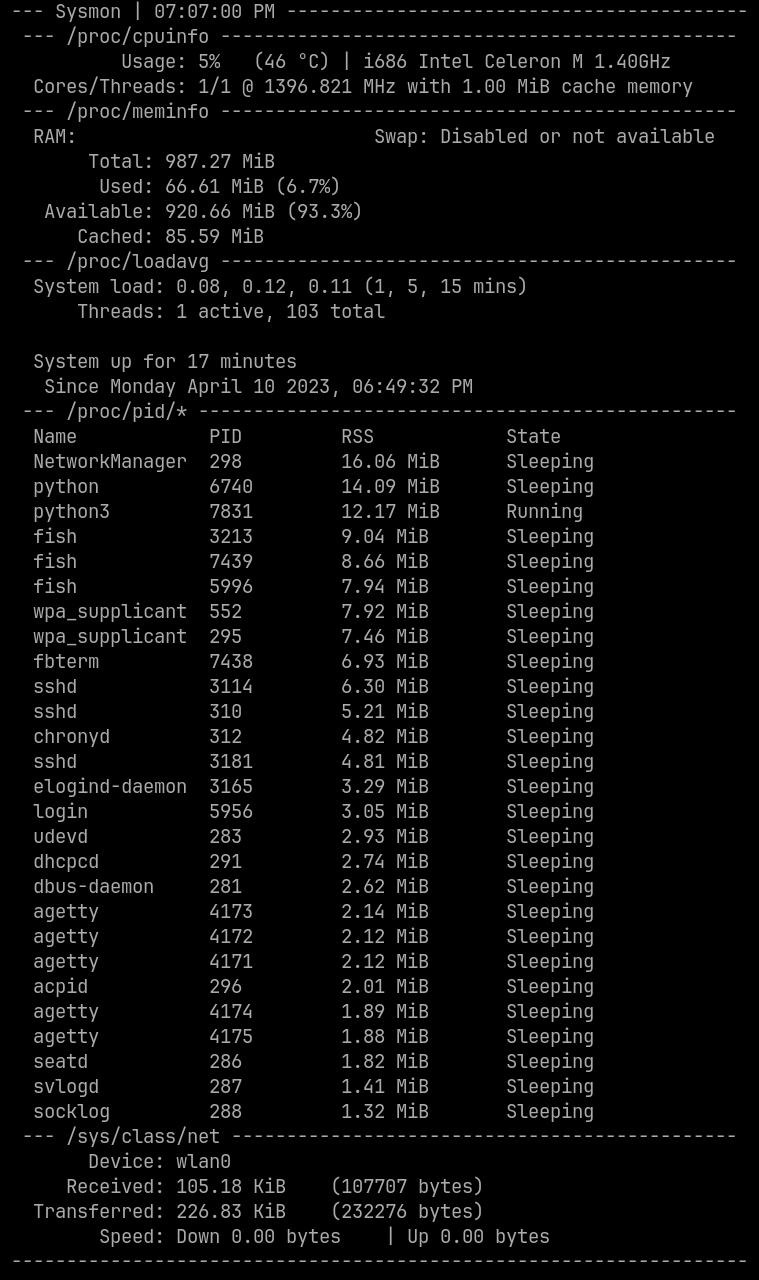 --- Sysmon | 07:07:00 PM ------------------------------------------
 --- /proc/cpuinfo -----------------------------------------------
          Usage: 5%   (46 °C) | i686 Intel Celeron M 1.40GHz
  Cores/Threads: 1/1 @ 1396.821 MHz with 1.00 MiB cache memory
 --- /proc/meminfo -----------------------------------------------
  RAM:                           Swap: Disabled or not available
       Total: 987.27 MiB
        Used: 66.61 MiB (6.7%)
   Available: 920.66 MiB (93.3%)
      Cached: 85.59 MiB
 --- /proc/loadavg -----------------------------------------------
  System load: 0.08, 0.12, 0.11 (1, 5, 15 mins)
      Threads: 1 active, 103 total

  System up for 17 minutes
   Since Monday April 10 2023, 06:49:32 PM
 --- /proc/pid/* -------------------------------------------------
  Name            PID         RSS            State
  NetworkManager  298         16.06 MiB      Sleeping
  python          6740        14.09 MiB      Sleeping
  python3         7831        12.17 MiB      Running
  fish            3213        9.04 MiB       Sleeping
  fish            7439        8.66 MiB       Sleeping
  fish            5996        7.94 MiB       Sleeping
  wpa_supplicant  552         7.92 MiB       Sleeping
  wpa_supplicant  295         7.46 MiB       Sleeping
  fbterm          7438        6.93 MiB       Sleeping
  sshd            3114        6.30 MiB       Sleeping
  sshd            310         5.21 MiB       Sleeping
  chronyd         312         4.82 MiB       Sleeping
  sshd            3181        4.81 MiB       Sleeping
  elogind-daemon  3165        3.29 MiB       Sleeping
  login           5956        3.05 MiB       Sleeping
  udevd           283         2.93 MiB       Sleeping
  dhcpcd          291         2.74 MiB       Sleeping
  dbus-daemon     281         2.62 MiB       Sleeping
  agetty          4173        2.14 MiB       Sleeping
  agetty          4172        2.12 MiB       Sleeping
  agetty          4171        2.12 MiB       Sleeping
  acpid           296         2.01 MiB       Sleeping
  agetty          4174        1.89 MiB       Sleeping
  agetty          4175        1.88 MiB       Sleeping
  seatd           286         1.82 MiB       Sleeping
  svlogd          287         1.41 MiB       Sleeping
  socklog         288         1.32 MiB       Sleeping
 --- /sys/class/net ----------------------------------------------
       Device: wlan0
     Received: 105.18 KiB    (107707 bytes)
  Transferred: 226.83 KiB    (232276 bytes)
        Speed: Down 0.00 bytes    | Up 0.00 bytes
-------------------------------------------------------------------